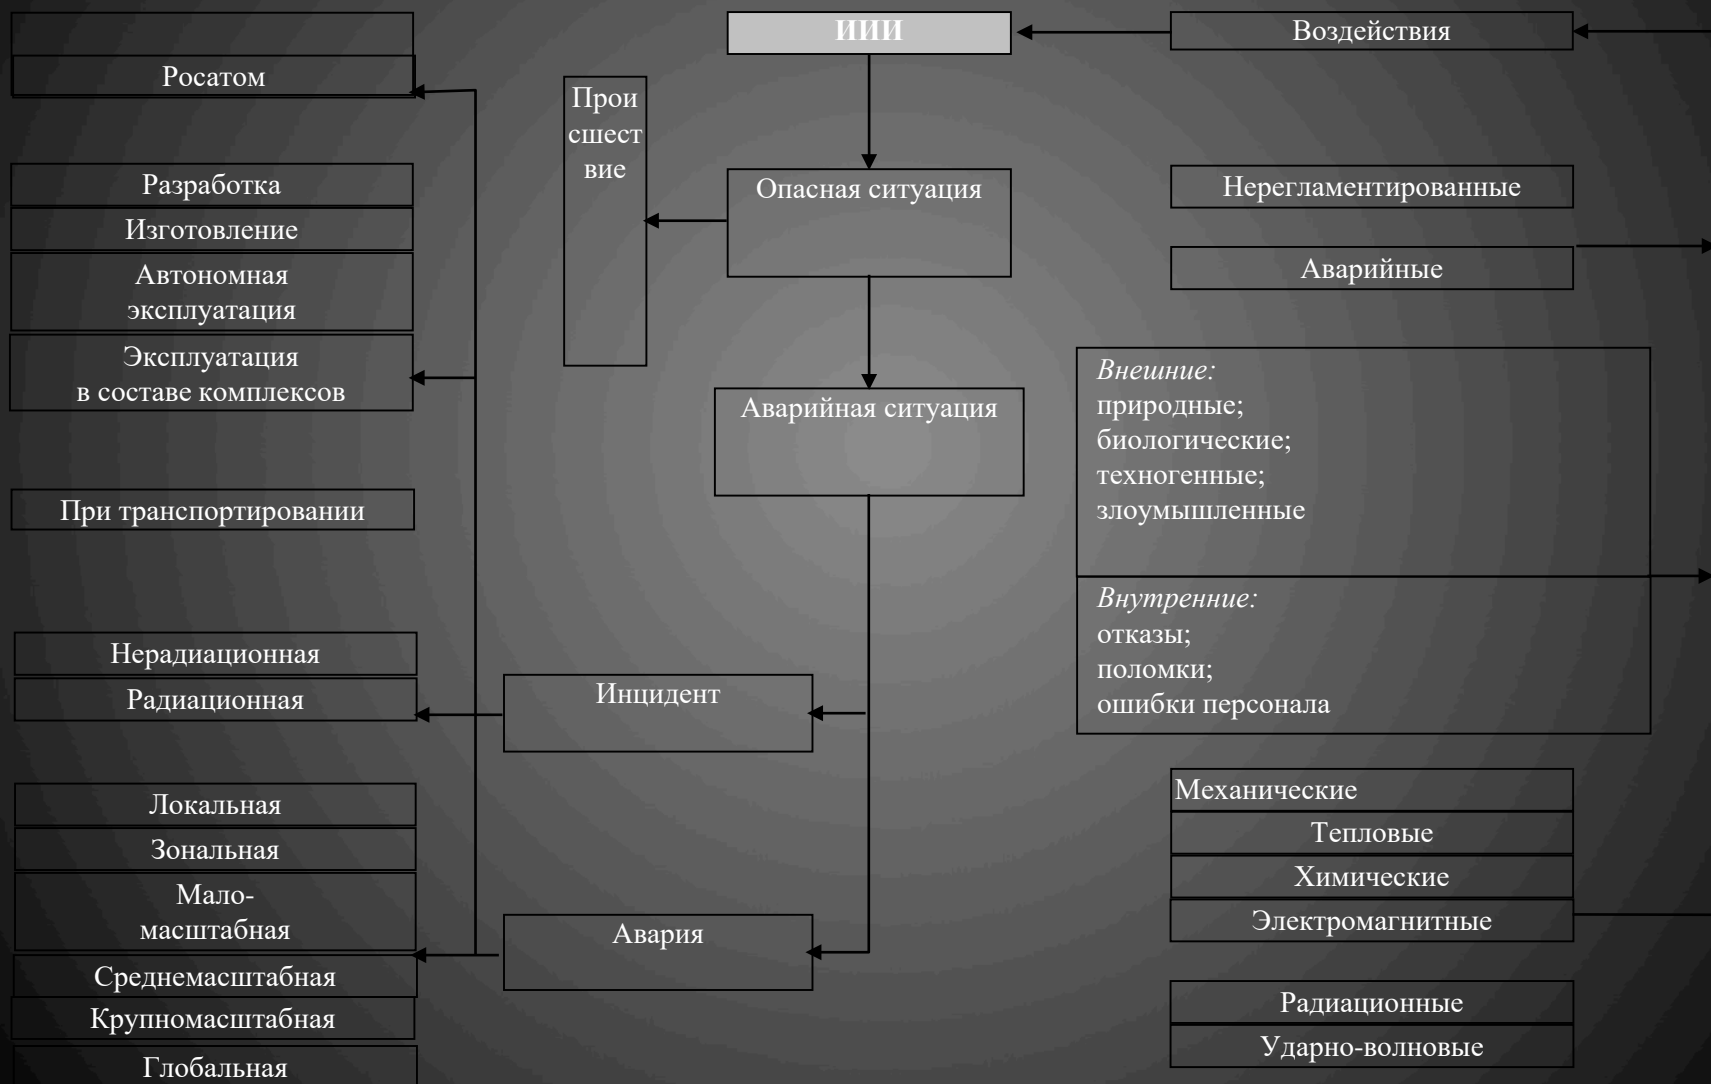 Росатом
Разработка
Изготовление
Автономная
эксплуатация
Эксплуатация
в составе комплексов
При транспортировании
Нерадиационная
Радиационная
Локальная
Зональная
Мало-
масштабная
Среднемасштабная
Крупномасштабная
Глобальная
ИИИ
Прои
сшест
вие
Опасная ситуация
Аварийная ситуация
Инцидент
Авария
Воздействия
Нерегламентированные
Аварийные
Внешние:
природные;
биологические;
техногенные;
злоумышленные
Внутренние:
отказы;
поломки;
ошибки персонала
Механические
Тепловые
Химические
Электромагнитные
Радиационные
Ударно-волновые